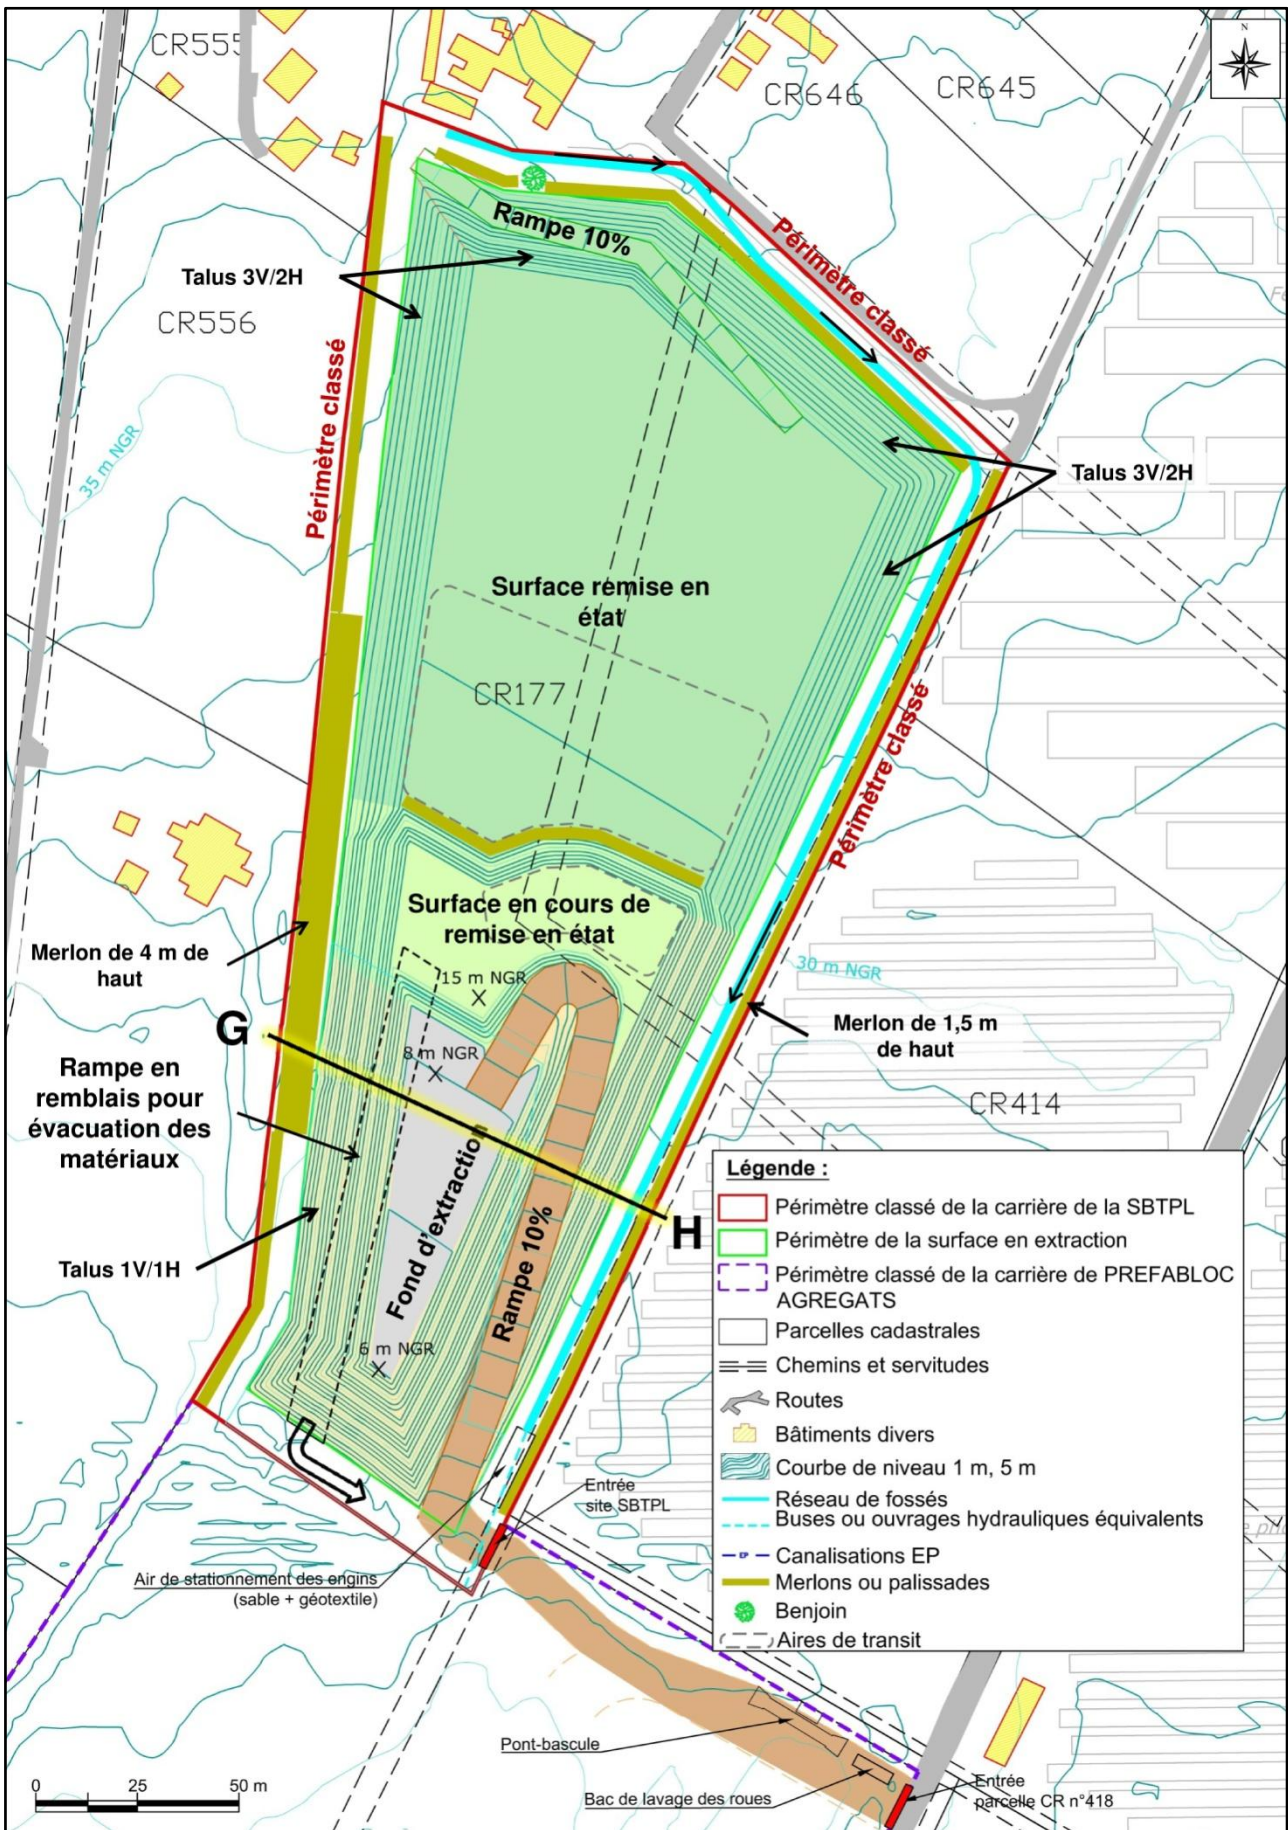 CR555
N
CR646
CR645
Rampe 10%
Périmètre classé
Talus 3V/2H
CR556
Périmètre classé
35 m NGR
Talus 3V/2H
Surface remise en
état
CR177
Périmètre classé
Surface en cours de
remise en état
Merlon de 4 m de
haut
15 m NGR
30 m NGR
Merlon de 1,5 m
de haut
G
8 m NGR
Rampe en
remblais pour
évacuation des
matériaux
CR414
Fond d'extraction
H
Talus 1V/1H
Rampe 10%
6 m NGR
Légende :
Périmètre classé de la carrière de la SBTPL
Périmètre de la surface en extraction
Périmètre classé de la carrière de PREFABLOC
AGREGATS
Parcelles cadastrales
Chemins et servitudes
Routes
Bâtiments divers
Courbe de niveau 1 m, 5 m
Réseau de fossés
Buses ou ouvrages hydrauliques équivalents
EP
Canalisations EP
Merlons ou palissades
Benjoin
Aires de transit
Entrée
site SBTPL
Air de stationnement des engins
(sable + géotextile)
Pont-bascule
Bac de lavage des roues
Entrée
parcelle CR n°418
0 25 50 m